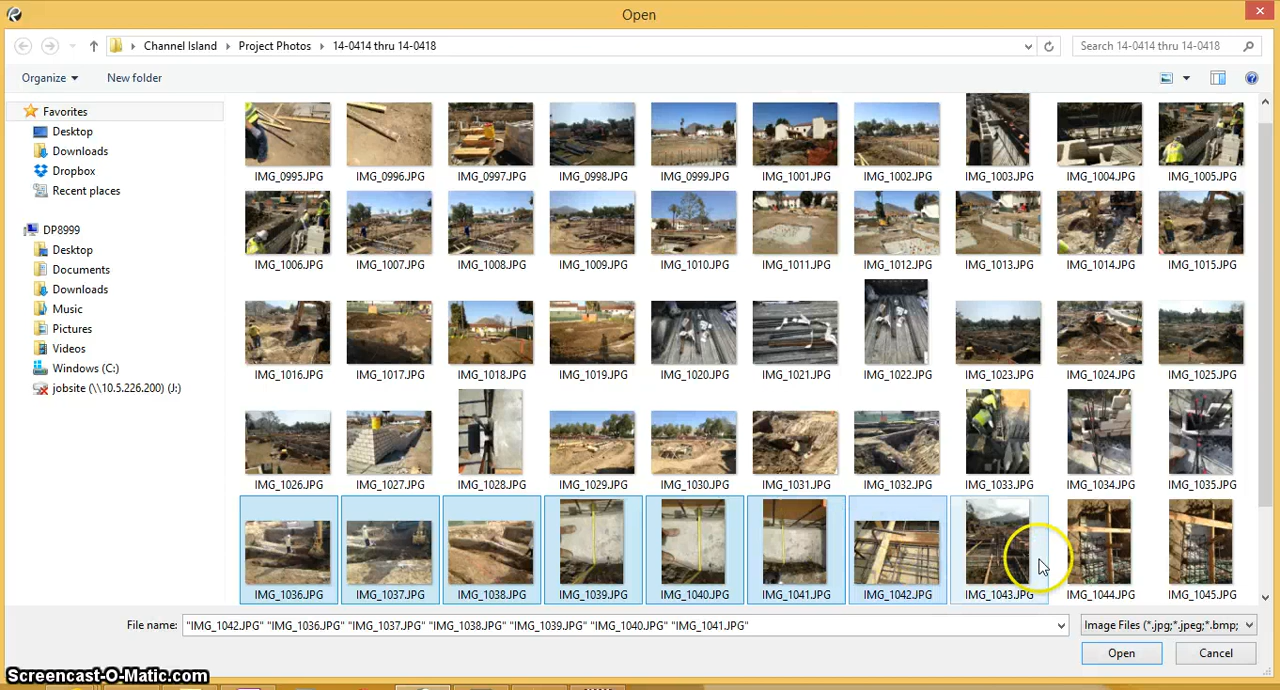 Open
Channel Island
Project Photos
14-0414 thru 14-0418
Search 14-0414 thru 14-0418
Organize
New folder
Favorites
Desktop
Downloads
Dropbox
Recent places
DP8999
Desktop
Documents
Downloads
Music
Pictures
Videos
Windows (C:)
jobsite (\\10.5.226.200) (J:)
IMG_0995.JPG IMG_0996.JPG IMG_0997.JPG IMG_0998.JPG IMG_0999.JPG IMG_1001.JPG IMG_1002.JPG IMG_1003.JPG IMG_1004.JPG IMG_1005.JPG
IMG_1006.JPG IMG_1007.JPG IMG_1008.JPG IMG_1009.JPG IMG_1010.JPG IMG_1011.JPG IMG_1012.JPG IMG_1013.JPG IMG_1014.JPG IMG_1015.JPG
IMG_1016.JPG IMG_1017.JPG IMG_1018.JPG IMG_1019.JPG IMG_1020.JPG IMG_1021.JPG IMG_1022.JPG IMG_1023.JPG IMG_1024.JPG IMG_1025.JPG
IMG_1026.JPG IMG_1027.JPG IMG_1028.JPG IMG_1029.JPG IMG_1030.JPG IMG_1031.JPG IMG_1032.JPG IMG_1033.JPG IMG_1034.JPG IMG_1035.JPG
IMG_1036.JPG IMG_1037.JPG IMG_1038.JPG IMG_1039.JPG IMG_1040.JPG IMG_1041.JPG IMG_1042.JPG IMG_1043.JPG IMG_1044.JPG IMG_1045.JPG
File name: "IMG_1042.JPG" "IMG_1036.JPG" "IMG_1037.JPG" "IMG_1038.JPG" "IMG_1039.JPG" "IMG_1040.JPG" "IMG_1041.JPG"
Image Files (*.jpg;*.jpeg;*.bmp;
Open
Cancel
Screencast-O-Matic.com